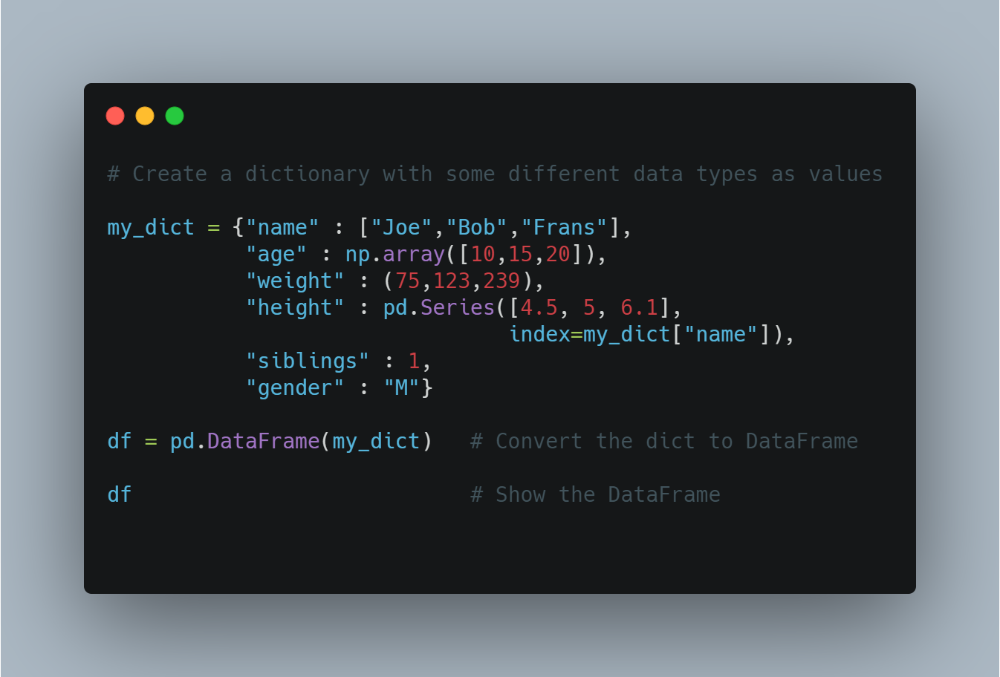 # Create a dictionary with some different data types as values
my_dict = {"name" : ["Joe","Bob","Frans"],
"age" : np.array([10,15,20]),
"weight" : (75,123,239),
"height" : pd.Series([4.5, 5, 6.1],
index=my_dict["name"]),
"siblings" : 1,
"gender" : "M"}
df = pd.DataFrame(my_dict)   # Convert the dict to DataFrame
df                           # Show the DataFrame